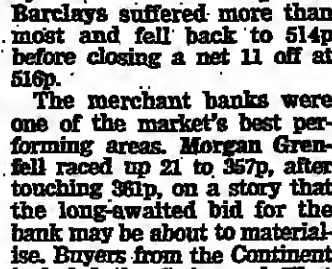 Barclays suffered more than
most and fell back to 514p
before closing a net 11 off at
516p.
The merchant banks were
one of the market's best per-
forming areas. Morgan Gren-
fell raced up 21 to 357p, after
touching 361p, on a story that
the long-awaited bid for the
bank may be about to material-
ise. Buyers from the Continent